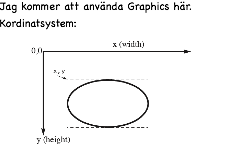 Jag kommer att använda Graphics här.
Kordinatsystem:
x (width)
0,0
x, y
y (height)